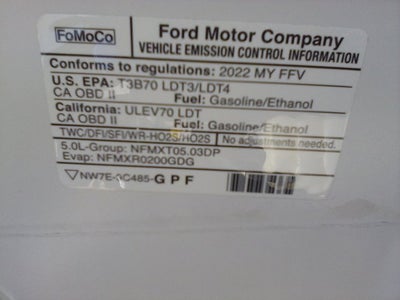 FoMoCo
Ford Motor Company
VEHICLE EMISSION CONTROL INFORMATION
Conforms to regulations: 2022 MY FFV
U.S. EPA: T3B70 LDT3/LDT4
CA OBD II Fuel: Gasoline/Ethanol
California: ULEV70 LDT
CA OBD II Fuel: Gasoline/Ethanol
TWC/DFI/SFI/WR-HO2S/HO2S No adjustments needed.
5.0L-Group: NFMXT05.03DP
Evap: NFMXR0200GDG
NW7E-9C485-GPF